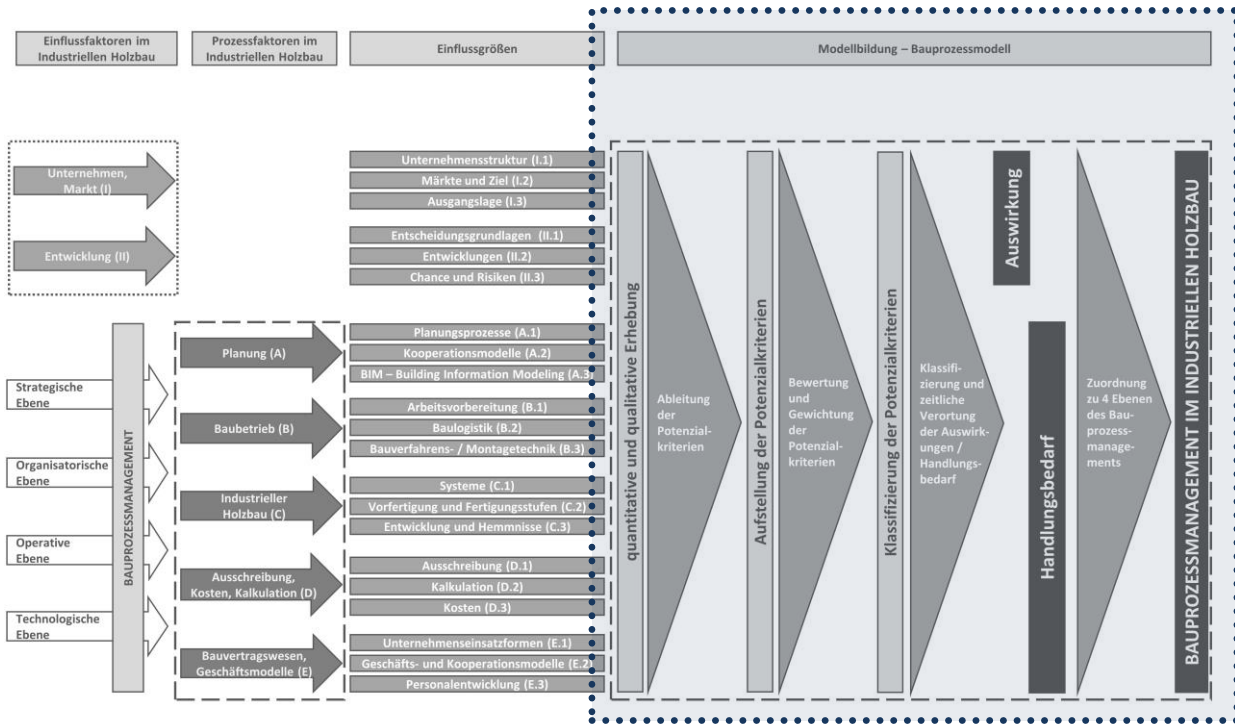 Einflussfaktoren im
Industriellen Holzbau
Prozessfaktoren im
Industriellen Holzbau
Einflussgrößen
Modellbildung – Bauprozessmodell
Unternehmen,
Markt (I)
Entwicklung (II)
Unternehmensstruktur (I.1)
Märkte und Ziel (I.2)
Ausgangslage (I.3)
Entscheidungsgrundlagen (II.1)
Entwicklungen (II.2)
Chance und Risiken (II.3)
Strategische
Ebene
Organisatorische
Ebene
Operative
Ebene
Technologische
Ebene
BAUPROZESSMANAGEMENT
Planung (A)
Baubetrieb (B)
Industrieller
Holzbau (C)
Ausschreibung,
Kosten, Kalkulation (D)
Bauvertragswesen,
Geschäftsmodelle (E)
Planungsprozesse (A.1)
Kooperationsmodelle (A.2)
BIM – Building Information Modeling (A.3)
Arbeitsvorbereitung (B.1)
Baulogistik (B.2)
Bauverfahrens- / Montagetechnik (B.3)
Systeme (C.1)
Vorfertigung und Fertigungsstufen (C.2)
Entwicklung und Hemmnisse (C.3)
Ausschreibung (D.1)
Kalkulation (D.2)
Kosten (D.3)
Unternehmenseinsatzformen (E.1)
Geschäfts- und Kooperationsmodelle (E.2)
Personalentwicklung (E.3)
quantitative und qualitative Erhebung
Ableitung
der
Potenzial-
kriterien
Aufstellung der Potenzialkriterien
Bewertung
und
Gewichtung
der
Potenzial-
kriterien
Klassifizierung der Potenzialkriterien
Klassifi-
zierung und
zeitliche
Verortung
der Auswirk-
ungen /
Handlungs-
bedarf
Auswirkung
Handlungsbedarf
Zuordnung
zu 4 Ebenen
des Bau-
prozess-
manage-
ments
BAUPROZESSMANAGEMENT IM INDUSTRIELLEN HOLZBAU